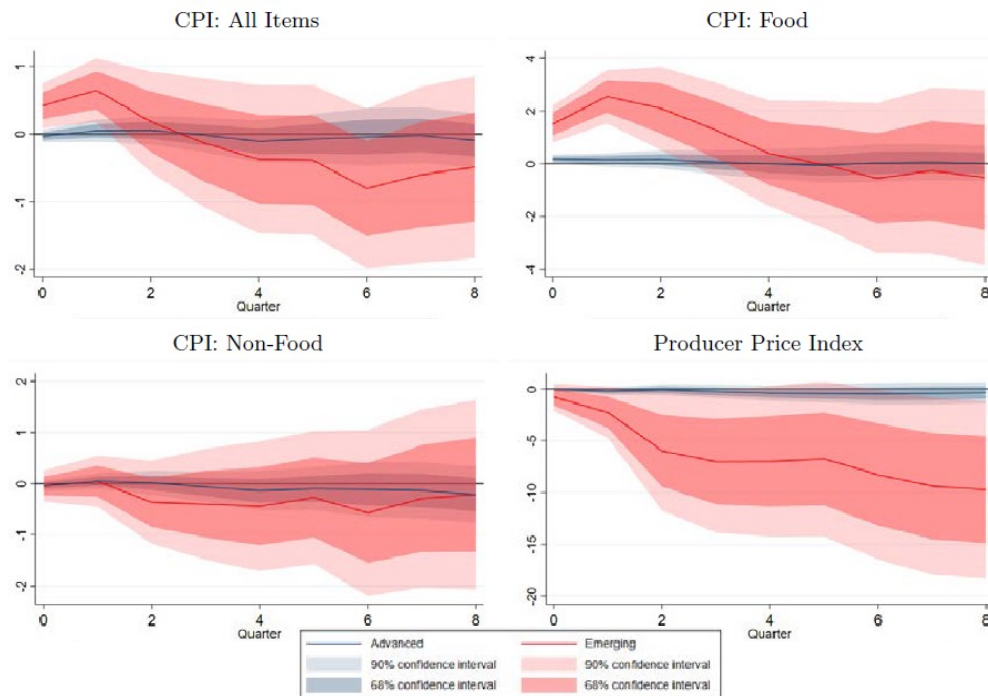 CPI: All Items
1
0
-1
-2
0 2 4 6 8
Quarter
CPI: Food
4
2
0
-2
-4
0 2 4 6 8
Quarter
CPI: Non-Food
2
1
0
-1
-2
0 2 4 6 8
Quarter
Producer Price Index
0
-5
-10
-15
-20
0 2 4 6 8
Quarter
Advanced Emerging
90% confidence interval 90% confidence interval
68% confidence interval 68% confidence interval